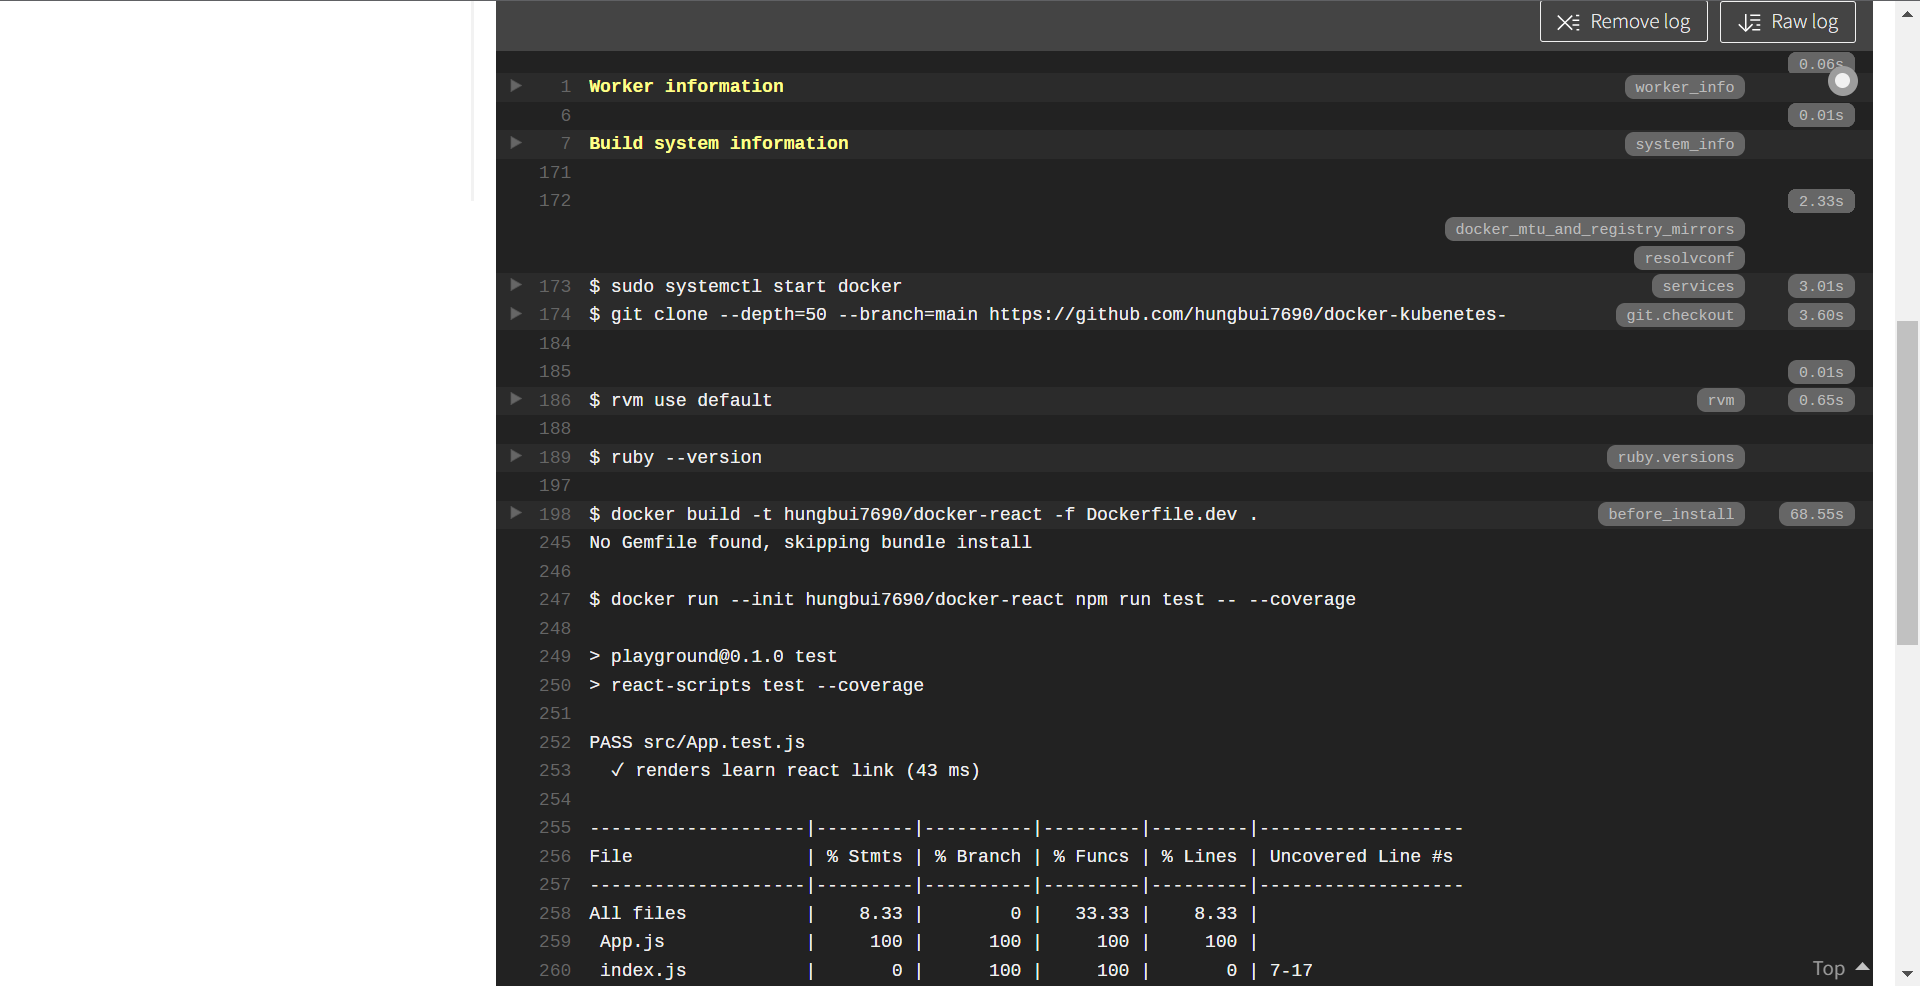 Remove log Raw log
0.06s
1 Worker information worker_info
6 0.01s
7 Build system information system_info
171
172 2.33s
docker_mtu_and_registry_mirrors
resolvconf
173 $ sudo systemctl start docker services 3.01s
174 $ git clone --depth=50 --branch=main https://github.com/hungbui7690/docker-kubenetes- git.checkout 3.60s
184
185 0.01s
186 $ rvm use default rvm 0.65s
188
189 $ ruby --version ruby.versions
197
198 $ docker build -t hungbui7690/docker-react -f Dockerfile.dev . before_install 68.55s
245 No Gemfile found, skipping bundle install
246
247 $ docker run --init hungbui7690/docker-react npm run test -- --coverage
248
249 > playground@0.1.0 test
250 > react-scripts test --coverage
251
252 PASS src/App.test.js
253 ✓ renders learn react link (43 ms)
254
255 --------------------|---------|----------|---------|---------|-------------------
256 File | % Stmts | % Branch | % Funcs | % Lines | Uncovered Line #s
257 --------------------|---------|----------|---------|---------|-------------------
258 All files | 8.33 | 0 | 33.33 | 8.33 |
259 App.js | 100 | 100 | 100 | 100 |
260 index.js | 0 | 100 | 100 | 0 | 7-17
Top